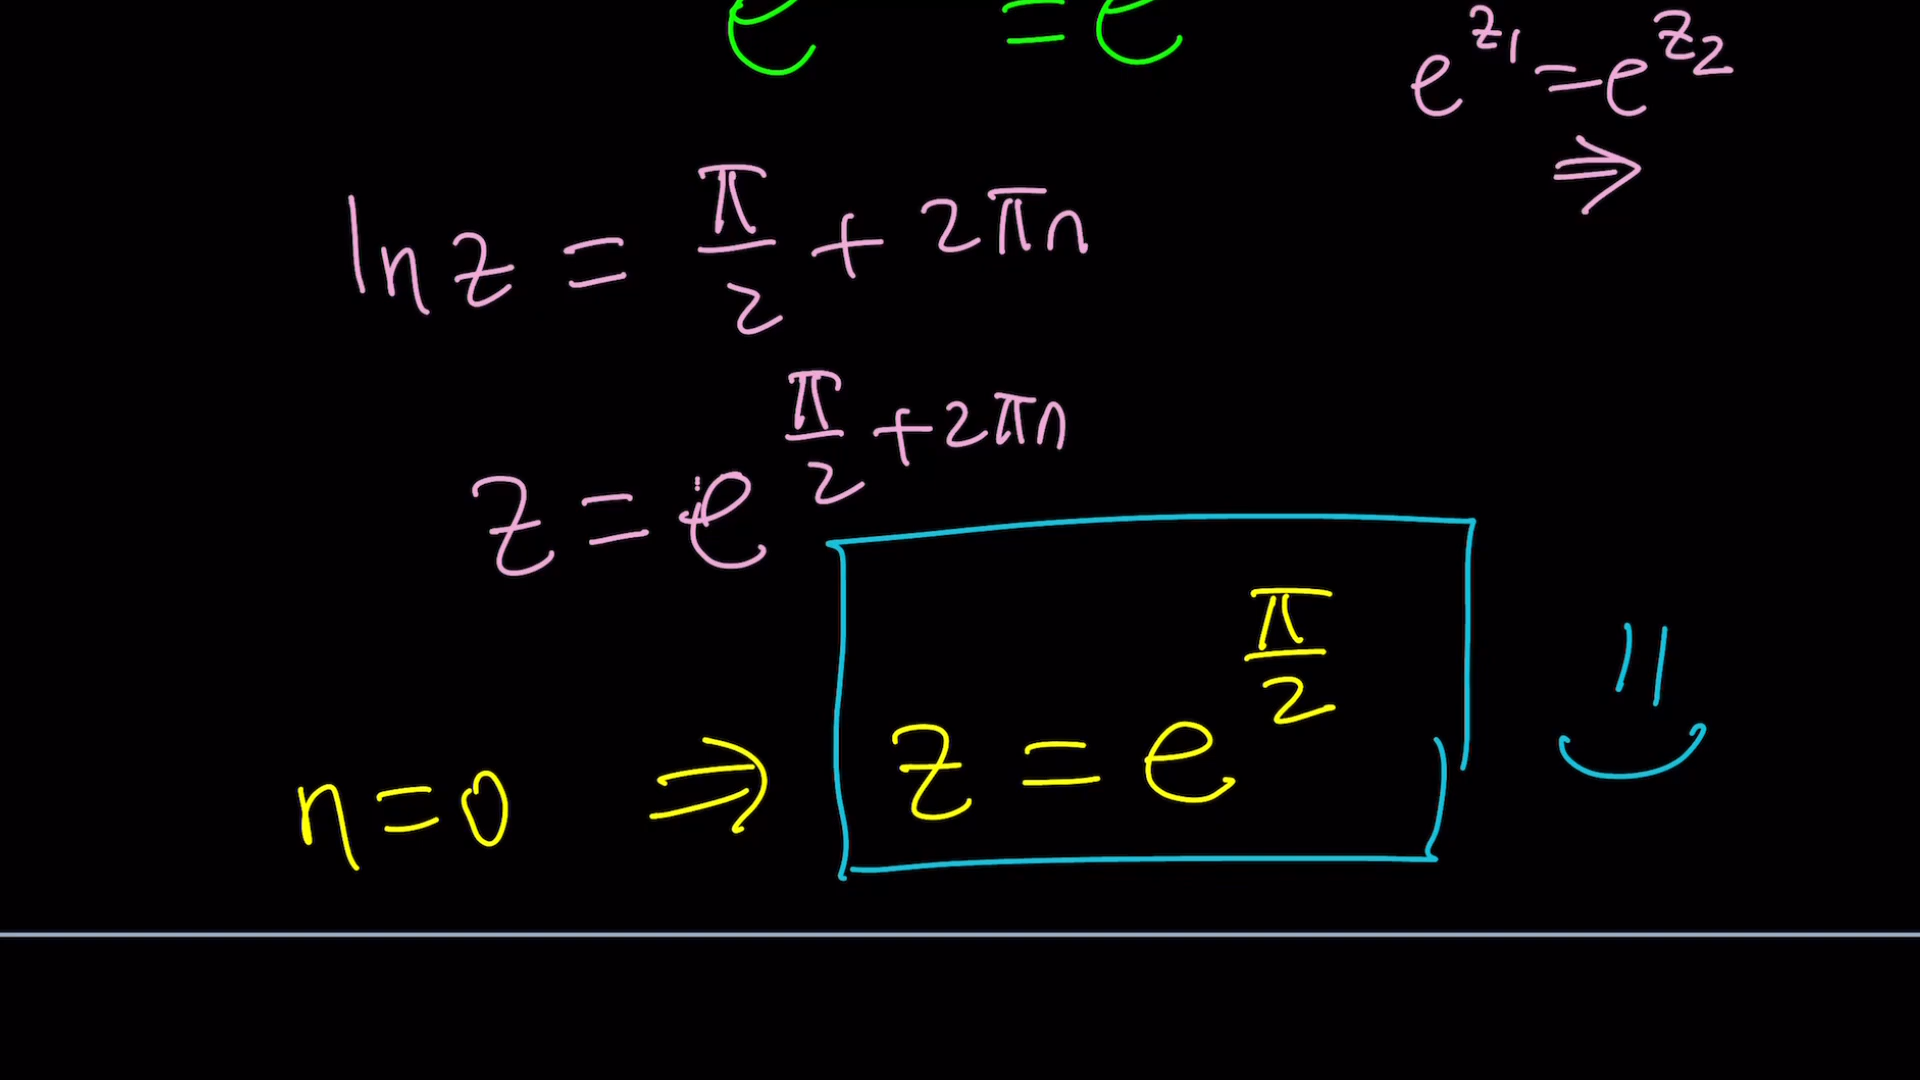 e = e
e^{z_1} = e^{z_2}
⇒
ln z = π/2 + 2πn
z = e^{π/2 + 2πn}
n = 0 ⇒ z = e^{π/2}